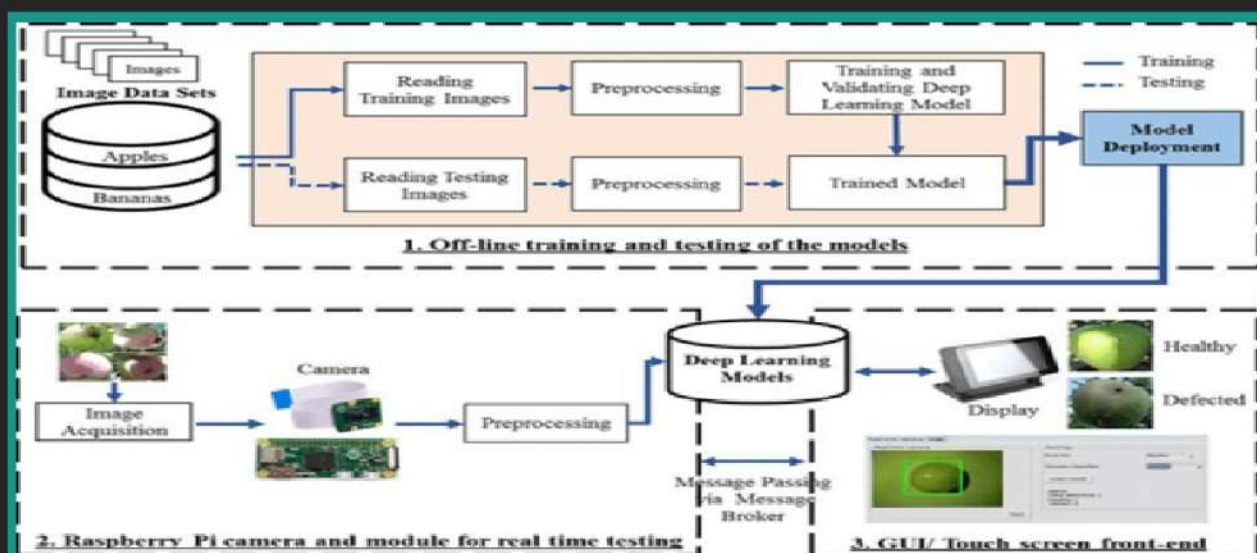 Images
Image Data Sets
Apples
Bananas
Reading
Training Images
Preprocessing
Training and
Validating Deep
Learning Model
Training
Testing
Model
Deployment
Reading Testing
Images
Preprocessing
Trained Model
1. Off-line training and testing of the models
Image
Acquisition
Camera
Preprocessing
Deep Learning
Models
Display
Healthy
Defected
Message Passing
via Message
Broker
2. Raspberry Pi camera and module for real time testing
3. GUI/ Touch screen front-end